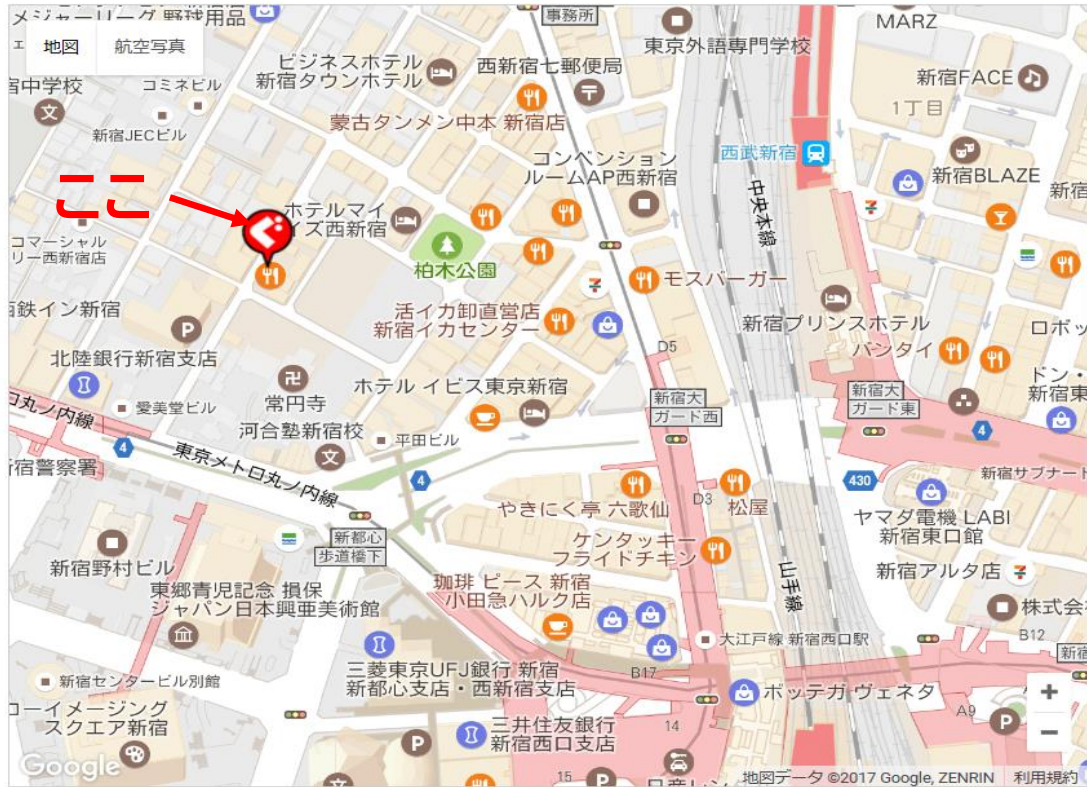 メジャーリーグ 野球用品
地図
航空写真
事務所
MARZ
東京外語専門学校
ビジネスホテル
新宿タウンホテル
西新宿七郵便局
新宿FACE
宿中学校
コミネビル
1丁目
新宿JECビル
蒙古タンメン中本 新宿店
西武新宿
コンベンション
ルームAP西新宿
新宿BLAZE
新宿
中央本線
ここ
ホテルマイ
イズ西新宿
コマーシャル
リー西新宿店
柏木公園
モスバーガー
西鉄イン新宿
活イカ卸直営店
新宿イカセンター
新宿プリンスホテル
ロボッ
バンタイ
D5
北陸銀行新宿支店
ドン・
新宿東
ホテル イビス東京新宿
常円寺
新宿大
ガード西
新宿大
ガード東
愛美堂ビル
丸ノ内線
河合塾新宿校
平田ビル
4
4
東京メトロ丸ノ内線
宿警察署
4
430
新宿サブナード
D3
やきにく亭 六歌仙
松屋
ヤマダ電機 LABI
新宿東口館
新都心
歩道橋下
ケンタッキー
フライドチキン
新宿野村ビル
新宿アルタ店
東郷青児記念 損保
ジャパン日本興亜美術館
珈琲 ピース 新宿
小田急ハルク店
山手線
株式会
B12
大江戸線 新宿西口駅
新宿
三菱東京UFJ銀行 新宿
新都心支店・西新宿支店
B17
新宿センタービル別館
ボッテガ ヴェネタ
コーイメージング
スクエア新宿
A9
三井住友銀行
新宿西口支店
14
Google
15
日産レン
地図データ ©2017 Google, ZENRIN
利用規約